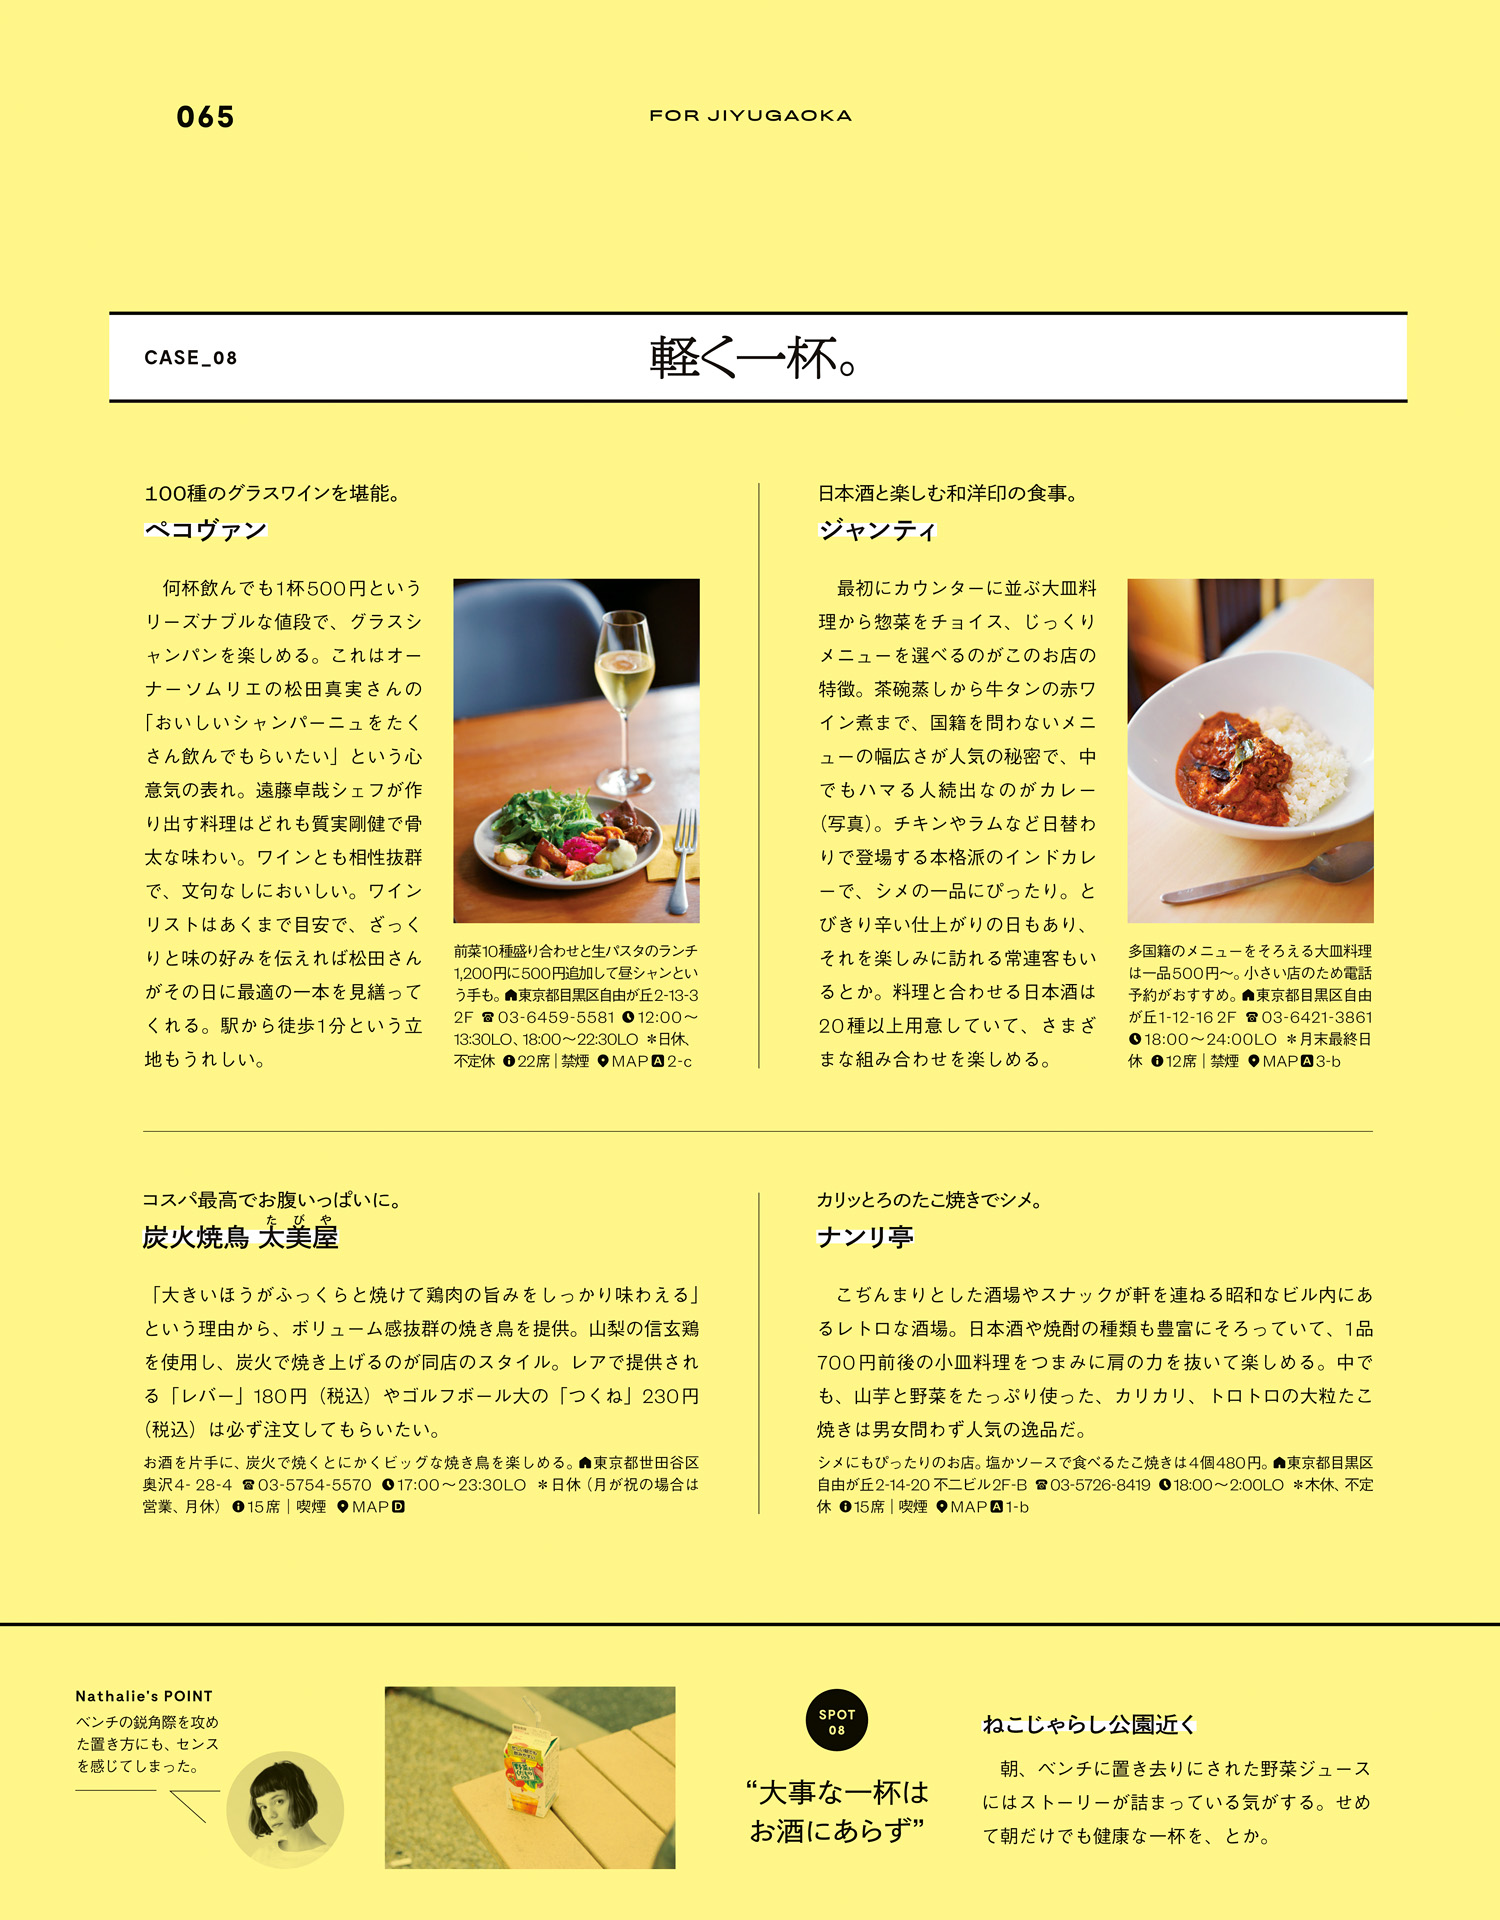 065
FOR JIYUGAOKA
CASE_08
軽く一杯。
100種のグラスワインを堪能。
ペコヴァン
何杯飲んでも1杯500円という
リーズナブルな値段で、グラスシ
ャンパンを楽しめる。これはオー
ナーソムリエの松田真実さんの
「おいしいシャンパーニュをたく
さん飲んでもらいたい」という心
意気の表れ。遠藤卓哉シェフが作
り出す料理はどれも質実剛健で骨
太な味わい。ワインとも相性抜群
で、文句なしにおいしい。ワイン
リストはあくまで目安で、ざっく
りと味の好みを伝えれば松田さん
がその日に最適の一本を見繕って
くれる。駅から徒歩1分という立
地もうれしい。
前菜10種盛り合わせと生パスタのランチ
1,200円に500円追加して昼シャンとい
う手も。東京都目黒区自由が丘2-13-3
2F ☎03-6459-5581 12:00〜
13:30LO、18:00〜22:30LO ＊日休、
不定休 22席｜禁煙 MAP A 2-c
日本酒と楽しむ和洋印の食事。
ジャンティ
最初にカウンターに並ぶ大皿料
理から惣菜をチョイス、じっくり
メニューを選べるのがこのお店の
特徴。茶碗蒸しから牛タンの赤ワ
イン煮まで、国籍を問わないメニ
ューの幅広さが人気の秘密で、中
でもハマる人続出なのがカレー
（写真）。チキンやラムなど日替わ
りで登場する本格派のインドカレ
ーで、シメの一品にぴったり。と
びきり辛い仕上がりの日もあり、
それを楽しみに訪れる常連客もい
るとか。料理と合わせる日本酒は
20種以上用意していて、さまざ
まな組み合わせを楽しめる。
多国籍のメニューをそろえる大皿料理
は一品500円〜。小さい店のため電話
予約がおすすめ。東京都目黒区自由
が丘1-12-16 2F ☎03-6421-3861
18:00〜24:00LO ＊月末最終日
休 12席｜禁煙 MAP A 3-b
コスパ最高でお腹いっぱいに。
たびや
炭火焼鳥 太美屋
「大きいほうがふっくらと焼けて鶏肉の旨みをしっかり味わえる」
という理由から、ボリューム感抜群の焼き鳥を提供。山梨の信玄鶏
を使用し、炭火で焼き上げるのが同店のスタイル。レアで提供され
る「レバー」180円（税込）やゴルフボール大の「つくね」230円
（税込）は必ず注文してもらいたい。
お酒を片手に、炭火で焼くとにかくビッグな焼き鳥を楽しめる。東京都世田谷区
奥沢4-28-4 ☎03-5754-5570 17:00〜23:30LO ＊日休（月が祝の場合は
営業、月休） 15席｜喫煙 MAP D
カリッとろのたこ焼きでシメ。
ナンリ亭
こぢんまりとした酒場やスナックが軒を連ねる昭和なビル内にあ
るレトロな酒場。日本酒や焼酎の種類も豊富にそろっていて、1品
700円前後の小皿料理をつまみに肩の力を抜いて楽しめる。中で
も、山芋と野菜をたっぷり使った、カリカリ、トロトロの大粒たこ
焼きは男女問わず人気の逸品だ。
シメにもぴったりのお店。塩かソースで食べるたこ焼きは4個480円。東京都目黒区
自由が丘2-14-20 不二ビル2F-B ☎03-5726-8419 18:00〜2:00LO ＊木休、不定
休 15席｜喫煙 MAP A 1-b
Nathalie's POINT
ベンチの鋭角際を攻め
た置き方にも、センス
を感じてしまった。
SPOT
08
“大事な一杯は
お酒にあらず”
ねこじゃらし公園近く
朝、ベンチに置き去りにされた野菜ジュース
にはストーリーが詰まっている気がする。せめ
て朝だけでも健康な一杯を、とか。